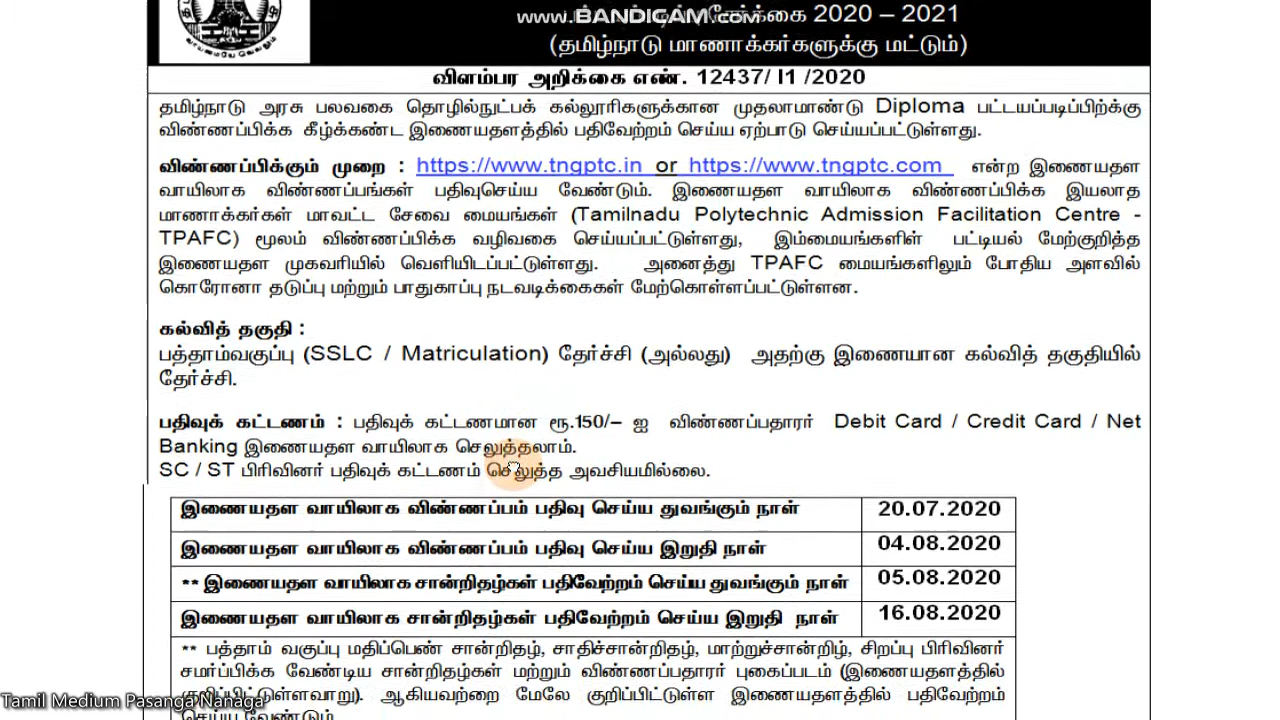 www.BANDICAM.com
சேர்க்கை 2020 – 2021
(தமிழ்நாடு மாணாக்கர்களுக்கு மட்டும்)
வாய்மையே வெல்லும்
விளம்பர அறிக்கை எண். 12437/ I1 /2020
தமிழ்நாடு அரசு பலவகை தொழில்நுட்பக் கல்லூரிகளுக்கான முதலாமாண்டு Diploma பட்டயப்படிப்பிற்க்கு
விண்ணப்பிக்க கீழ்க்கண்ட இணையதளத்தில் பதிவேற்றம் செய்ய ஏற்பாடு செய்யப்பட்டுள்ளது.
விண்ணப்பிக்கும் முறை : https://www.tngptc.in or https://www.tngptc.com என்ற இணையதள
வாயிலாக விண்ணப்பங்கள் பதிவுசெய்ய வேண்டும். இணையதள வாயிலாக விண்ணப்பிக்க இயலாத
மாணாக்கர்கள் மாவட்ட சேவை மையங்கள் (Tamilnadu Polytechnic Admission Facilitation Centre -
TPAFC) மூலம் விண்ணப்பிக்க வழிவகை செய்யப்பட்டுள்ளது, இம்மையங்களின் பட்டியல் மேற்குறித்த
இணையதள முகவரியில் வெளியிடப்பட்டுள்ளது. அனைத்து TPAFC மையங்களிலும் போதிய அளவில்
கொரோனா தடுப்பு மற்றும் பாதுகாப்பு நடவடிக்கைகள் மேற்கொள்ளப்பட்டுள்ளன.
கல்வித் தகுதி :
பத்தாம்வகுப்பு (SSLC / Matriculation) தேர்ச்சி (அல்லது) அதற்கு இணையான கல்வித் தகுதியில்
தேர்ச்சி.
பதிவுக் கட்டணம் : பதிவுக் கட்டணமான ரூ.150/– ஐ விண்ணப்பதாரர் Debit Card / Credit Card / Net
Banking இணையதள வாயிலாக செலுத்தலாம்.
SC / ST பிரிவினர் பதிவுக் கட்டணம் செலுத்த அவசியமில்லை.
இணையதள வாயிலாக விண்ணப்பம் பதிவு செய்ய துவங்கும் நாள் 20.07.2020
இணையதள வாயிலாக விண்ணப்பம் பதிவு செய்ய இறுதி நாள் 04.08.2020
** இணையதள வாயிலாக சான்றிதழ்கள் பதிவேற்றம் செய்ய துவங்கும் நாள் 05.08.2020
இணையதள வாயிலாக சான்றிதழ்கள் பதிவேற்றம் செய்ய இறுதி நாள் 16.08.2020
** பத்தாம் வகுப்பு மதிப்பெண் சான்றிதழ், சாதிச்சான்றிதழ், மாற்றுச்சான்றிழ், சிறப்பு பிரிவினர்
சமர்ப்பிக்க வேண்டிய சான்றிதழ்கள் மற்றும் விண்ணப்பதாரர் புகைப்படம் (இணையதளத்தில்
குறிப்பிட்டுள்ளவாறு). ஆகியவற்றை மேலே குறிப்பிட்டுள்ள இணையதளத்தில் பதிவேற்றம்
செய்ய வேண்டும்
Tamil Medium Pasanga Nanaga